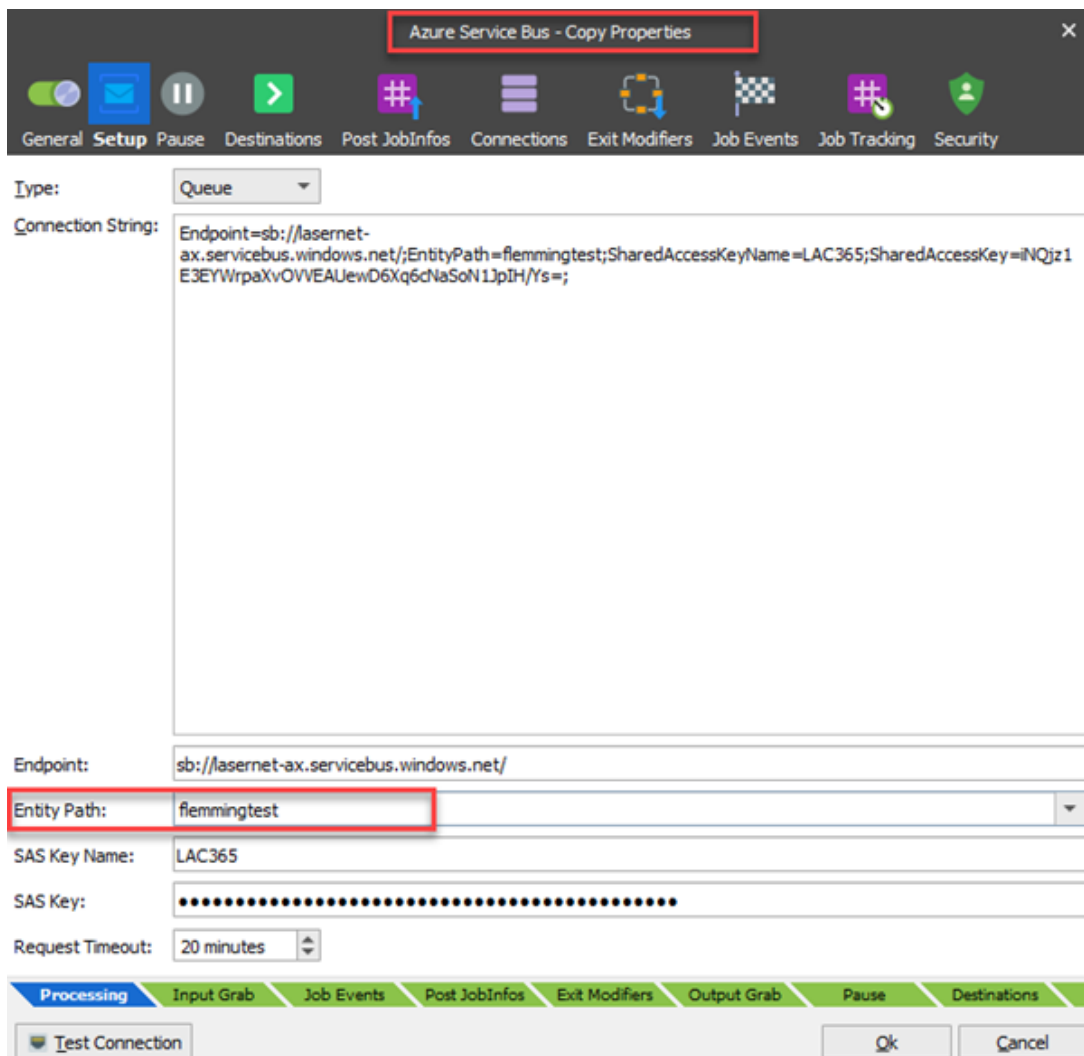 Azure Service Bus - Copy Properties
General Setup Pause Destinations Post JobInfos Connections Exit Modifiers Job Events Job Tracking Security
Type: Queue
Connection String: Endpoint=sb://lasernet-
ax.servicebus.windows.net/;EntityPath=flemmingtest;SharedAccessKeyName=LAC365;SharedAccessKey=iNQjz1
E3EYWrpaXvOVVEAUewD6Xq6cNaSoN1JpIH/Ys=;
Endpoint: sb://lasernet-ax.servicebus.windows.net/
Entity Path: flemmingtest
SAS Key Name: LAC365
SAS Key: ••••••••••••••••••••••••••••••••••••••••••••
Request Timeout: 20 minutes
Processing Input Grab Job Events Post JobInfos Exit Modifiers Output Grab Pause Destinations
Test Connection Ok Cancel